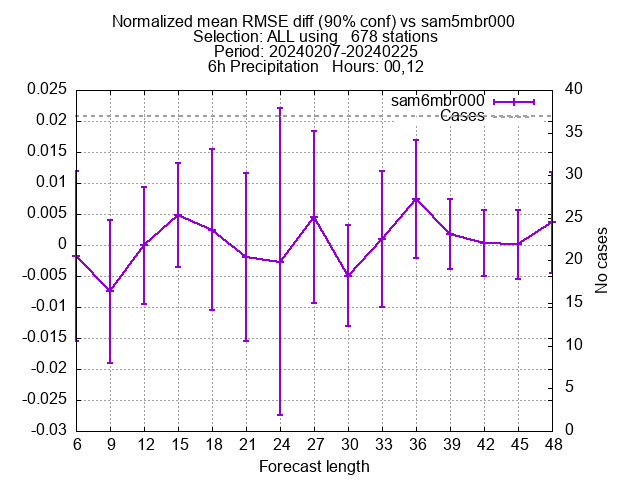 Normalized mean RMSE diff (90% conf) vs sam5mbr000
Selection: ALL using   678 stations
Period: 20240207-20240225
6h Precipitation   Hours: 00,12
sam6mbr000
Cases
0.025
0.02
0.015
0.01
0.005
0
-0.005
-0.01
-0.015
-0.02
-0.025
-0.03
40
35
30
25
20
15
10
5
0
No cases
6 9 12 15 18 21 24 27 30 33 36 39 42 45 48
Forecast length